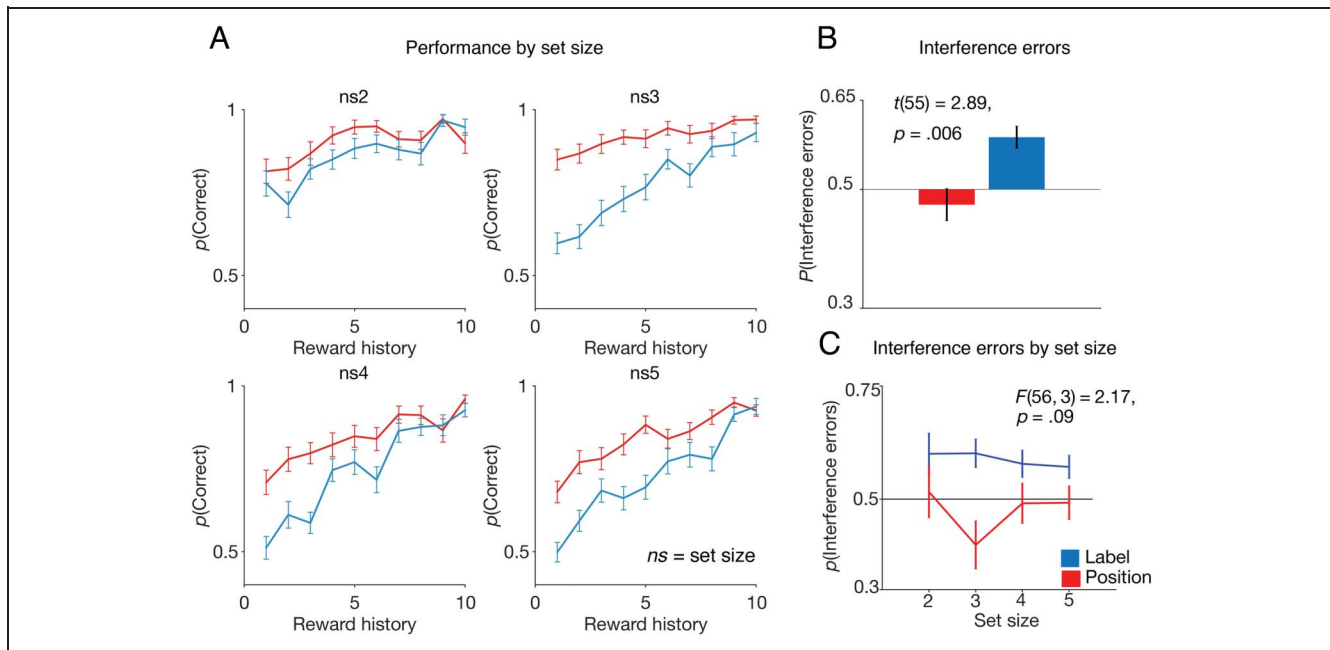 A
Performance by set size
ns2
1
0.5
p(Correct)
0
5
10
Reward history
ns3
1
0.5
p(Correct)
0
5
10
Reward history
ns4
1
0.5
p(Correct)
0
5
10
Reward history
ns5
1
0.5
p(Correct)
ns = set size
0
5
10
Reward history
B
Interference errors
0.65
0.5
0.3
P(Interference errors)
t(55) = 2.89,
p = .006
C
Interference errors by set size
0.75
0.5
0.3
p(Interference errors)
F(56, 3) = 2.17,
p = .09
Label
Position
2
3
4
5
Set size